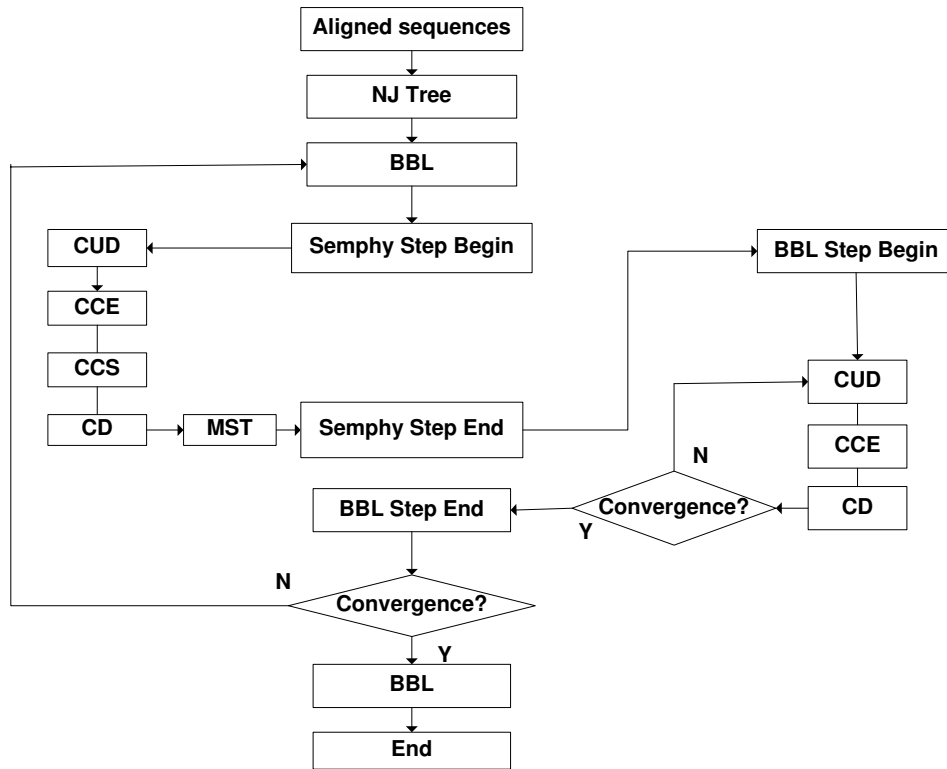 Aligned sequences
NJ Tree
BBL
Semphy Step Begin
CUD
CCE
CCS
CD
MST
Semphy Step End
BBL Step Begin
CUD
CCE
CD
Convergence?
N
Y
BBL Step End
Convergence?
N
Y
BBL
End